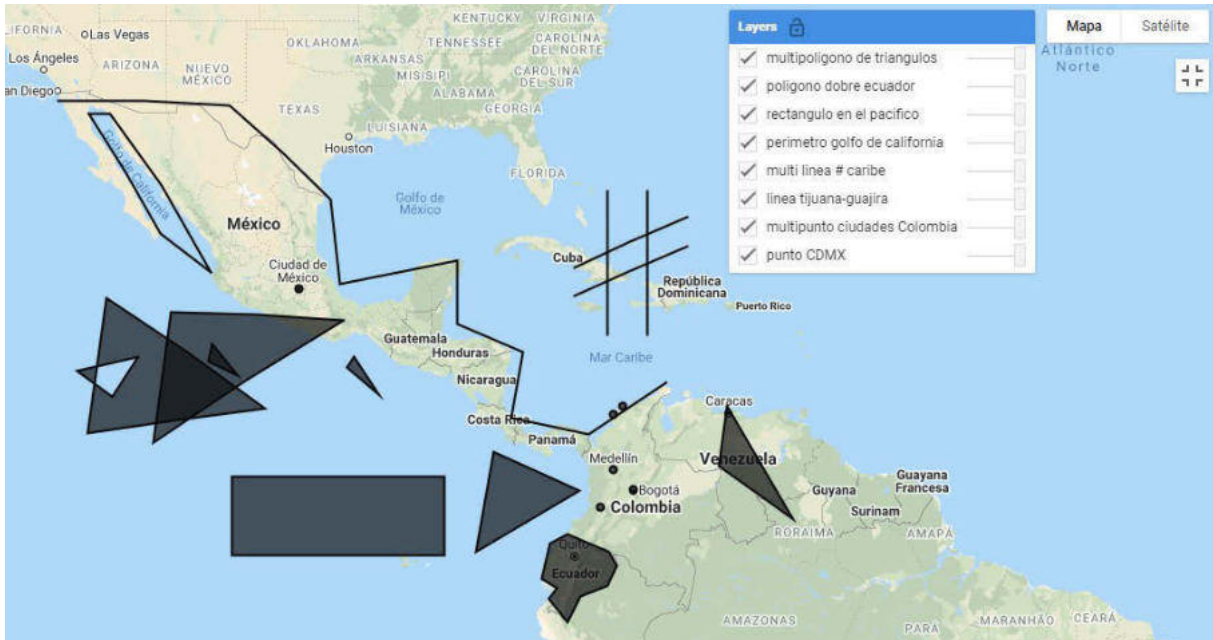 KENTUCKY
VIRGINIA
IFORNIA
Las Vegas
OKLAHOMA
TENNESSEE
CAROLINA
DEL NORTE
Los Ángeles
ARIZONA
NUEVO
MÉXICO
ARKANSAS
MISISIPI
CAROLINA
DEL SUR
an Diego
ALABAMA
TEXAS
GEORGIA
LUISIANA
Houston
FLORIDA
Golfo de California
Golfo de
México
México
Ciudad de
México
Cuba
República
Dominicana
Puerto Rico
Guatemala
Honduras
Mar Caribe
Nicaragua
Costa Rica
Panamá
Caracas
Medellín
Venezuela
Bogotá
Colombia
Guyana
Guayana
Francesa
Surinam
RORAIMA
AMAPÁ
Quito
Ecuador
AMAZONAS
PARÁ
MARANHÃO
CEARÁ
Layers
multipoligono de triangulos
poligono dobre ecuador
rectangulo en el pacifico
perimetro golfo de california
multi linea # caribe
linea tijuana-guajira
multipunto ciudades Colombia
punto CDMX
Mapa
Satélite
Atlántico
Norte